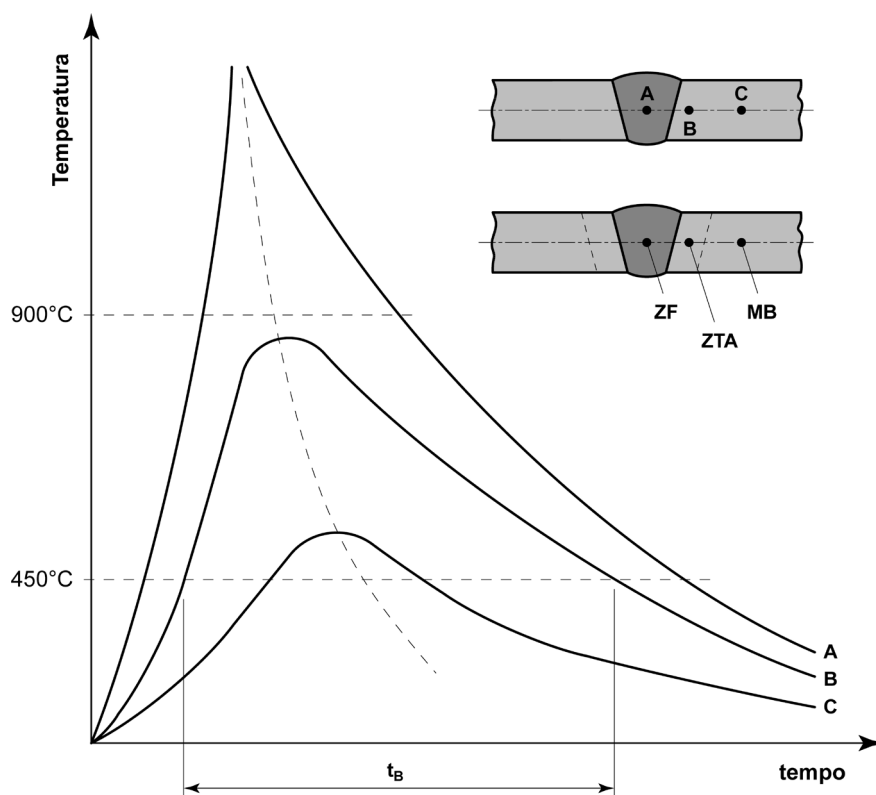 Temperatura
900°C
450°C
A
B
C
ZF
ZTA
MB
A
B
C
t_B
tempo